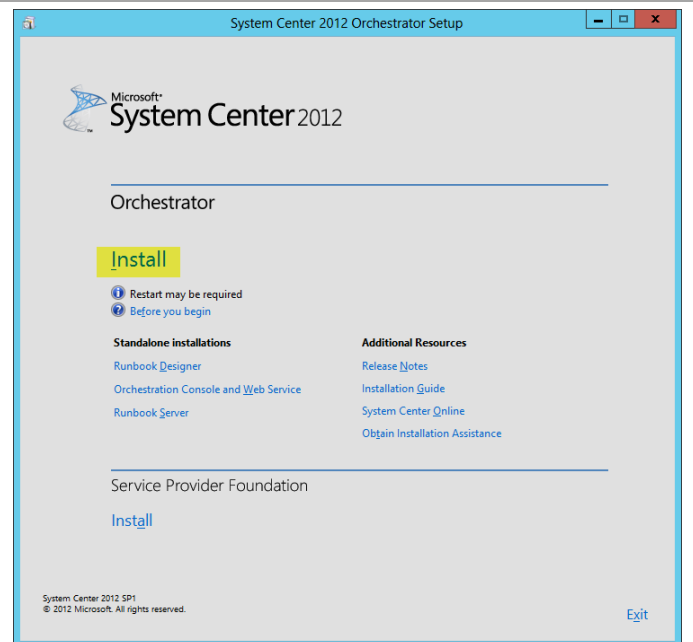 System Center 2012 Orchestrator Setup
Microsoft®
System Center 2012
Orchestrator
Install
Restart may be required
Before you begin
Standalone installations
Runbook Designer
Orchestration Console and Web Service
Runbook Server
Additional Resources
Release Notes
Installation Guide
System Center Online
Obtain Installation Assistance
Service Provider Foundation
Install
System Center 2012 SP1
© 2012 Microsoft. All rights reserved.
Exit